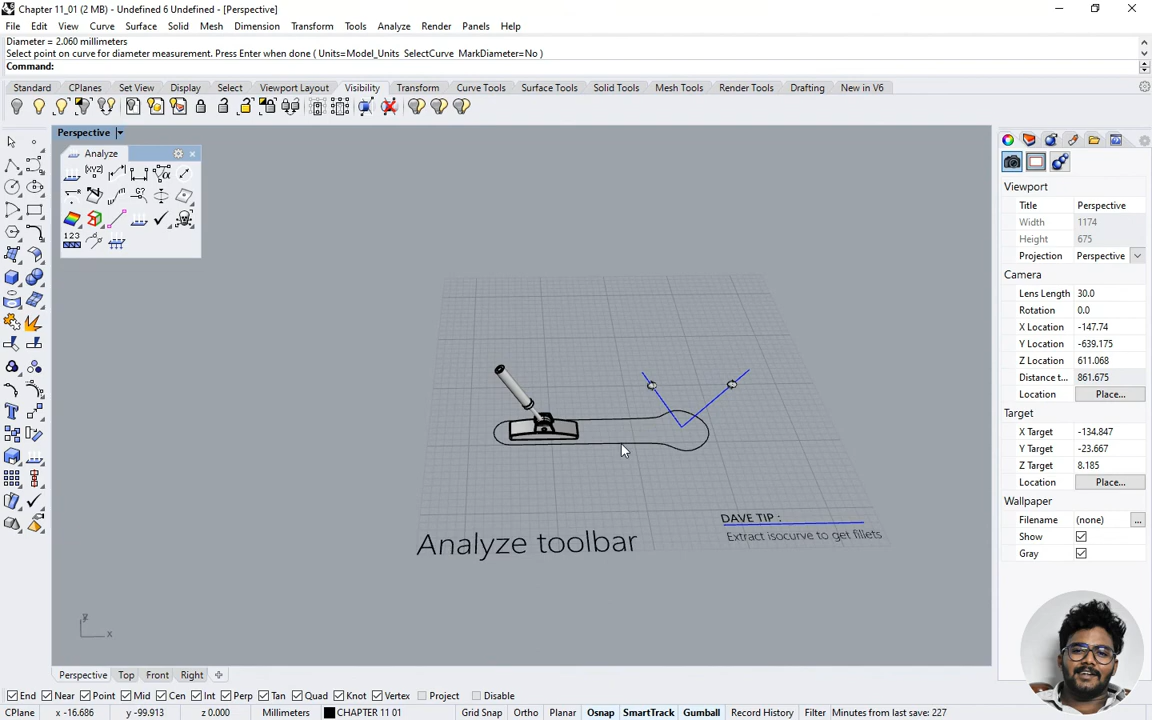 Chapter 11_01 (2 MB) - Undefined 6 Undefined - [Perspective]
File Edit View Curve Surface Solid Mesh Dimension Transform Tools Analyze Render Panels Help
Diameter = 2.060 millimeters
Select point on curve for diameter measurement. Press Enter when done ( Units=Model_Units SelectCurve MarkDiameter=No )
Command:
Standard CPlanes Set View Display Select Viewport Layout Visibility Transform Curve Tools Surface Tools Solid Tools Mesh Tools Render Tools Drafting New in V6
Perspective
Analyze
Viewport
Title Perspective
Width 1174
Height 675
Projection Perspective
Camera
Lens Length 30.0
Rotation 0.0
X Location -147.74
Y Location -639.175
Z Location 611.068
Distance t... 861.675
Location Place...
Target
X Target -134.847
Y Target -23.667
Z Target 8.185
Location Place...
Wallpaper
Filename (none) ...
Show
Gray
DAVE TIP :
Extract isocurve to get fillets
Analyze toolbar
z
x
Perspective Top Front Right
End Near Point Mid Cen Int Perp Tan Quad Knot Vertex Project Disable
CPlane x -16.686 y -99.913 z 0.000 Millimeters CHAPTER 11 01 Grid Snap Ortho Planar Osnap SmartTrack Gumball Record History Filter Minutes from last save: 227